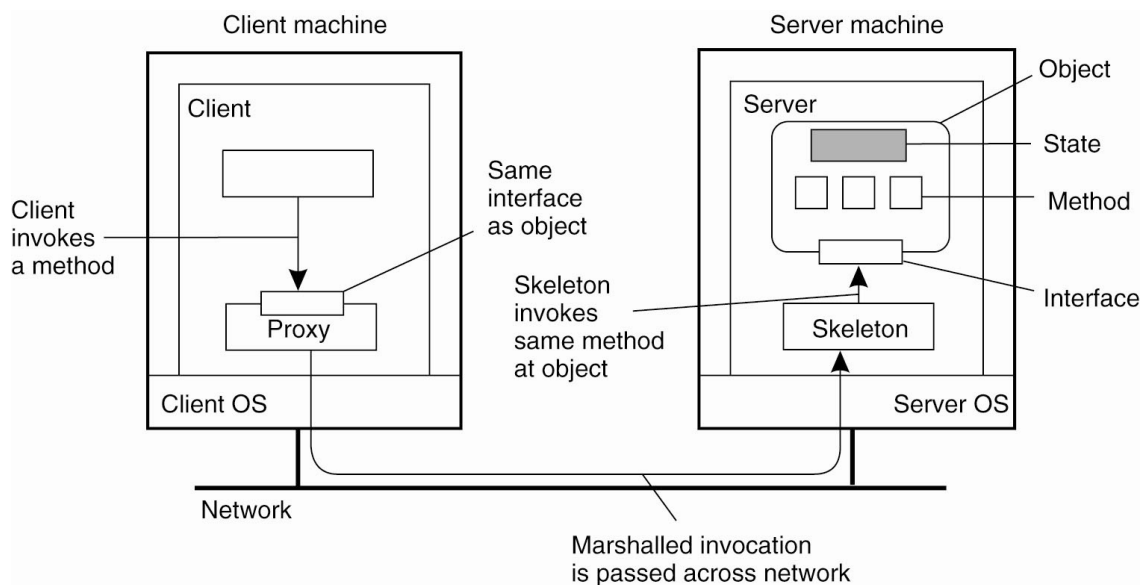 Client machine
Server machine
Object
Client
Server
State
Same
interface
as object
Method
Client
invokes
a method
Skeleton
invokes
same method
at object
Interface
Proxy
Skeleton
Client OS
Server OS
Network
Marshalled invocation
is passed across network